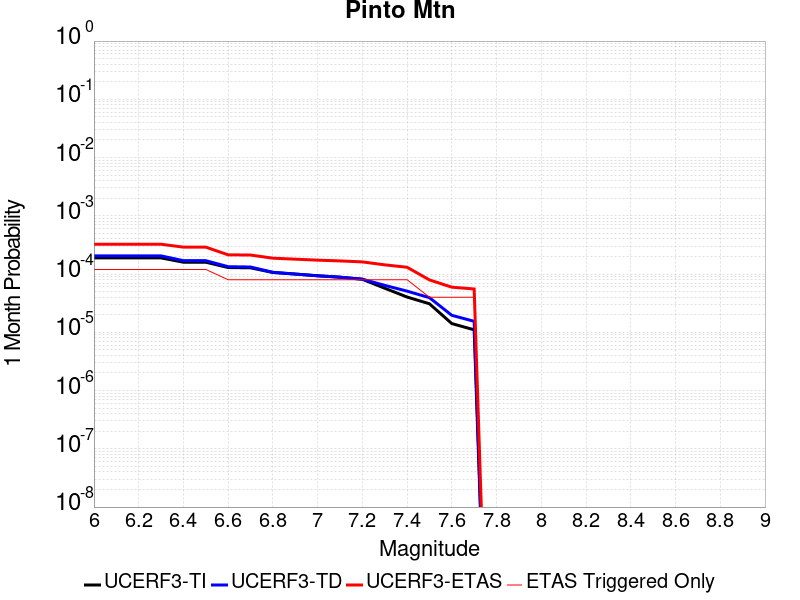 Pinto Mtn
10^0
10^-1
10^-2
10^-3
10^-4
10^-5
10^-6
10^-7
10^-8
1 Month Probability
6 6.2 6.4 6.6 6.8 7 7.2 7.4 7.6 7.8 8 8.2 8.4 8.6 8.8 9
Magnitude
UCERF3-TI UCERF3-TD UCERF3-ETAS ETAS Triggered Only